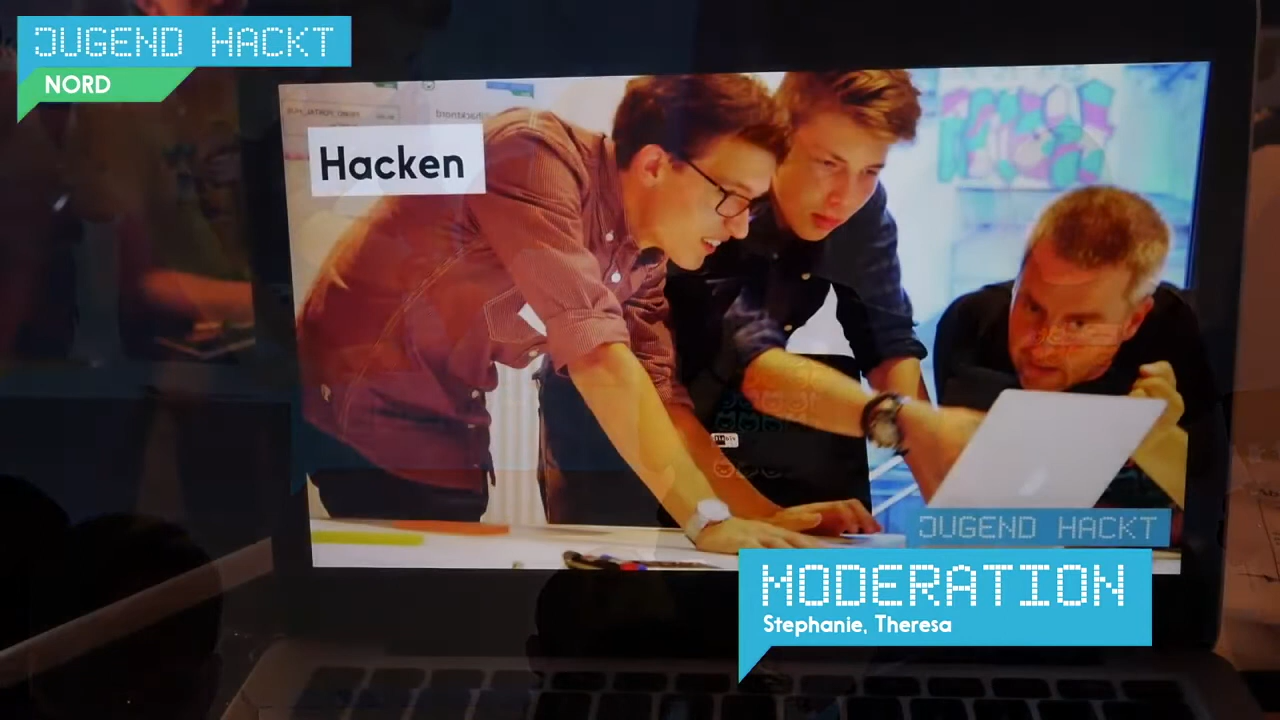 JUGEND HACKT
NORD
Hacken
JUGEND HACKT
MODERATION
Stephanie, Theresa